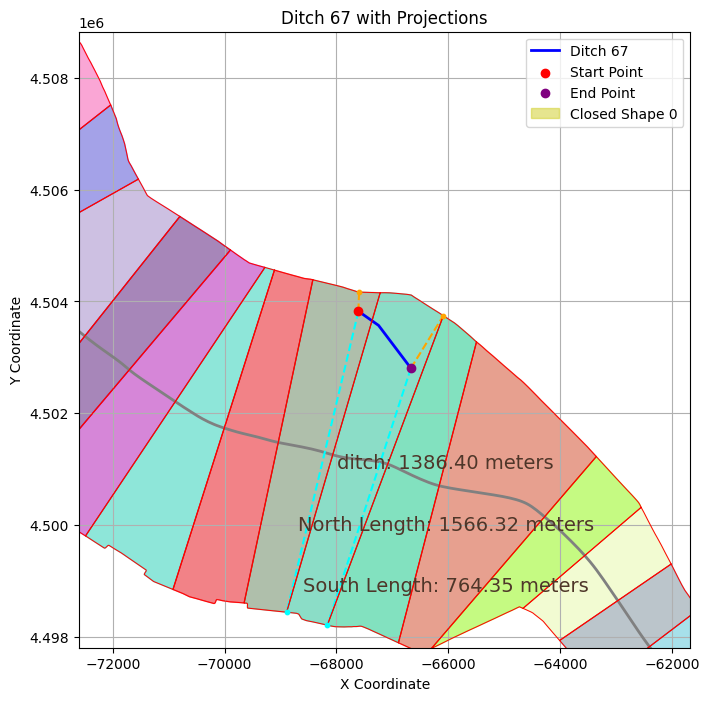 Ditch 67 with Projections
1e6
Ditch 67
Start Point
End Point
Closed Shape 0
4.508
4.506
4.504
4.502
4.500
4.498
Y Coordinate
ditch: 1386.40 meters
North Length: 1566.32 meters
South Length: 764.35 meters
−72000 −70000 −68000 −66000 −64000 −62000
X Coordinate